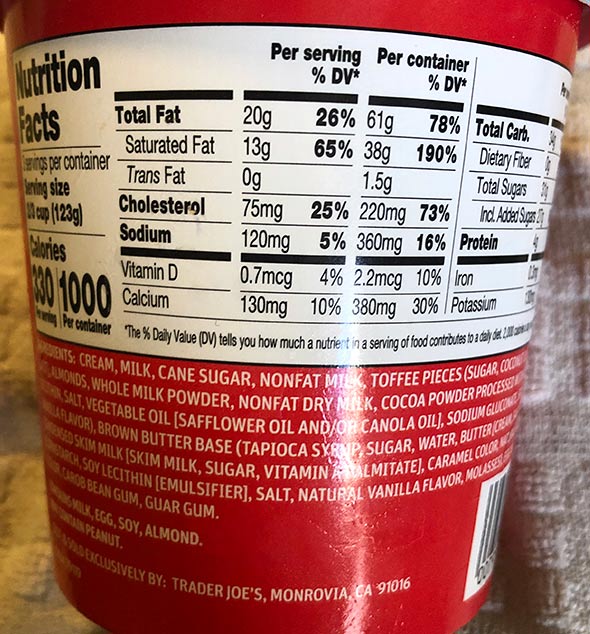 Nutrition
Facts
Servings per container
Serving size
2/3 cup (123g)
Calories
330 1000
Per serving Per container
Per serving Per container
% DV* % DV*
Total Fat 20g 26% 61g 78%
Saturated Fat 13g 65% 38g 190%
Trans Fat 0g 1.5g
Cholesterol 75mg 25% 220mg 73%
Sodium 120mg 5% 360mg 16%
Vitamin D 0.7mcg 4% 2.2mcg 10%
Calcium 130mg 10% 380mg 30%
Total Carb.
Dietary Fiber
Total Sugars
Incl. Added Sugars
Protein
Iron
Potassium
*The % Daily Value (DV) tells you how much a nutrient in a serving of food contributes to a daily diet. 2,000
INGREDIENTS: CREAM, MILK, CANE SUGAR, NONFAT MILK, TOFFEE PIECES (SUGAR,
ALMONDS, WHOLE MILK POWDER, NONFAT DRY MILK, COCOA POWDER PROCESSED
SALT, VEGETABLE OIL [SAFFLOWER OIL AND/OR CANOLA OIL], SODIUM
FLAVOR), BROWN BUTTER BASE (TAPIOCA SYRUP, SUGAR, WATER, BUTTER
SKIM MILK [SKIM MILK, SUGAR, VITAMIN A PALMITATE], CARAMEL COLOR,
SOY LECITHIN [EMULSIFIER], SALT, NATURAL VANILLA FLAVOR, MOLASSES),
CAROB BEAN GUM, GUAR GUM.
MILK, EGG, SOY, ALMOND.
CONTAIN PEANUT.
SOLD EXCLUSIVELY BY: TRADER JOE'S, MONROVIA, CA 91016